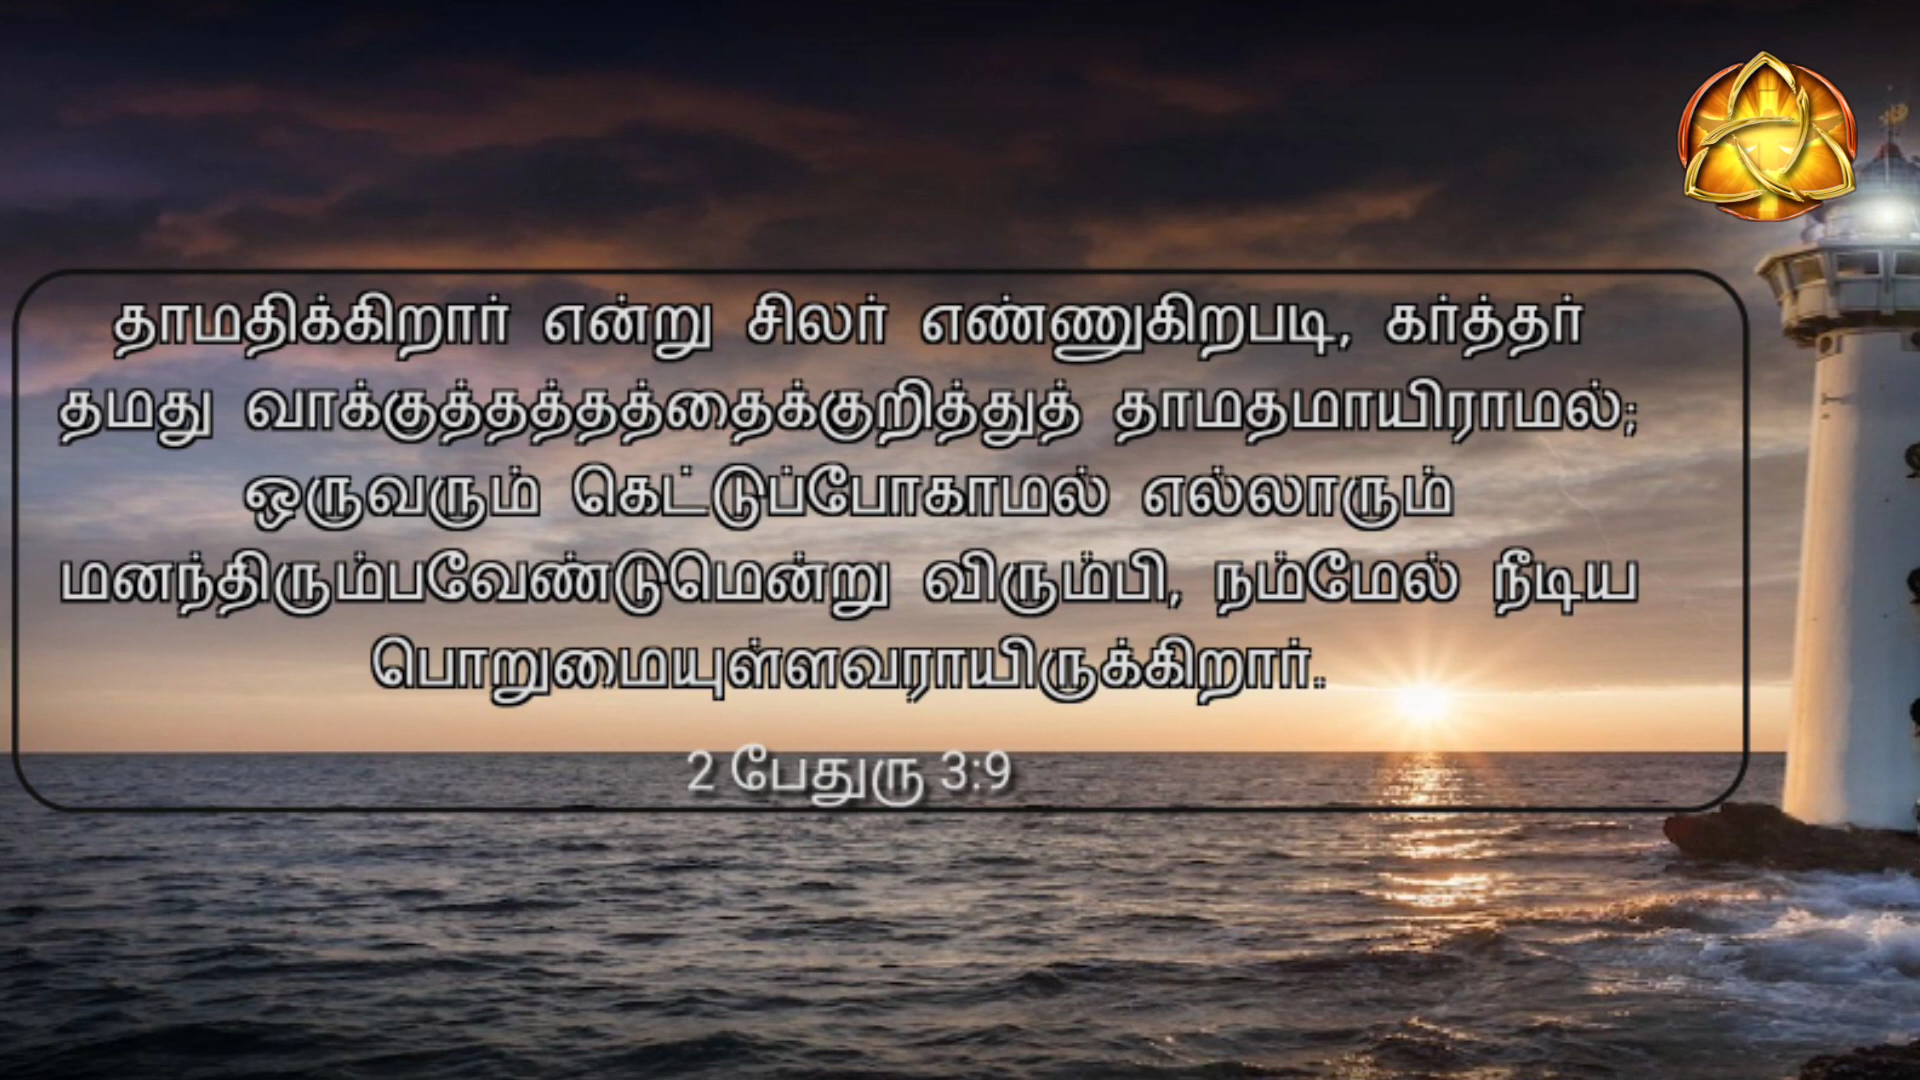 தாமதிக்கிறார் என்று சிலர் எண்ணுகிறபடி, கர்த்தர்
தமது வாக்குத்தத்தத்தைக்குறித்துத் தாமதமாயிராமல்;
ஒருவரும் கெட்டுப்போகாமல் எல்லாரும்
மனந்திரும்பவேண்டுமென்று விரும்பி, நம்மேல் நீடிய
பொறுமையுள்ளவராயிருக்கிறார்.
2 பேதுரு 3:9